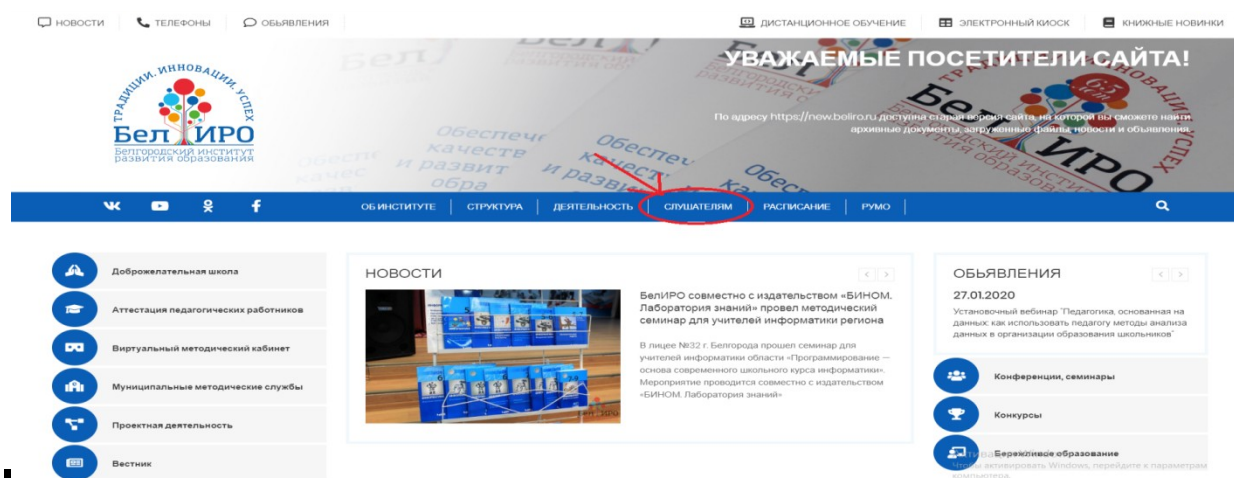 НОВОСТИ
ТЕЛЕФОНЫ
ОБЪЯВЛЕНИЯ
ДИСТАНЦИОННОЕ ОБУЧЕНИЕ
ЭЛЕКТРОННЫЙ КИОСК
КНИЖНЫЕ НОВИНКИ
ТРАДИЦИИ. ИННОВАЦИИ. УСПЕХ
Бел ИРО
Белгородский институт
развития образования
УВАЖАЕМЫЕ ПОСЕТИТЕЛИ САЙТА!
По адресу https://new.beliro.ru доступна старая версия сайта, на которой вы сможете найти
архивные документы, загруженные файлы, новости и объявления.
ОБ ИНСТИТУТЕ
СТРУКТУРА
ДЕЯТЕЛЬНОСТЬ
СЛУШАТЕЛЯМ
РАСПИСАНИЕ
РУМО
Доброжелательная школа
Аттестация педагогических работников
Виртуальный методический кабинет
Муниципальные методические службы
Проектная деятельность
Вестник
НОВОСТИ
БелИРО совместно с издательством «БИНОМ.
Лаборатория знаний» провел методический
семинар для учителей информатики региона
В лицее №32 г. Белгорода прошел семинар для
учителей информатики области «Программирование —
основа современного школьного курса информатики».
Мероприятие проводится совместно с издательством
«БИНОМ. Лаборатория знаний»
ОБЪЯВЛЕНИЯ
27.01.2020
Установочный вебинар "Педагогика, основанная на
данных: как использовать педагогу методы анализа
данных в организации образования школьников"
Конференции, семинары
Конкурсы
Бережливое образование
Чтобы активировать Windows, перейдите к параметрам
компьютера.